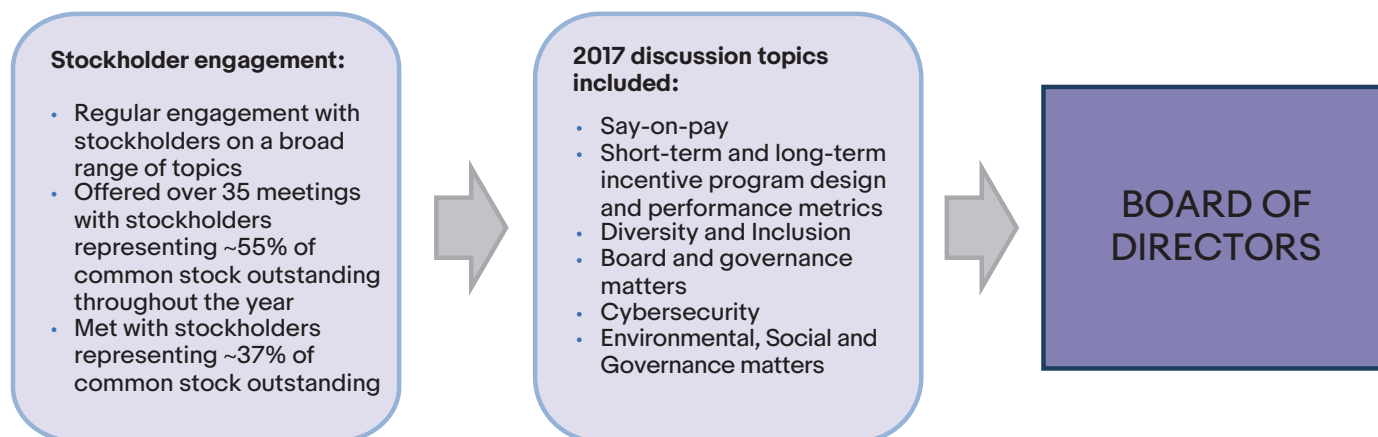 Stockholder engagement:
• Regular engagement with
stockholders on a broad
range of topics
• Offered over 35 meetings
with stockholders
representing ~55% of
common stock outstanding
throughout the year
• Met with stockholders
representing ~37% of
common stock outstanding
2017 discussion topics
included:
• Say-on-pay
• Short-term and long-term
incentive program design
and performance metrics
• Diversity and Inclusion
• Board and governance
matters
• Cybersecurity
• Environmental, Social and
Governance matters
BOARD OF
DIRECTORS